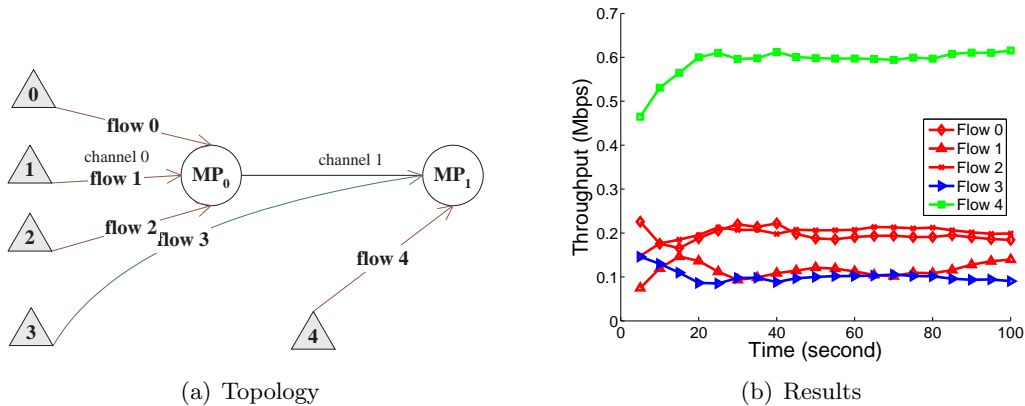 0
flow 0
channel 0
1
flow 1
MP0
channel 1
MP1
2
flow 2
flow 3
flow 4
3
4
(a) Topology
0.7
0.6
0.5
0.4
0.3
0.2
0.1
0
Throughput (Mbps)
Flow 0
Flow 1
Flow 2
Flow 3
Flow 4
0 20 40 60 80 100
Time (second)
(b) Results